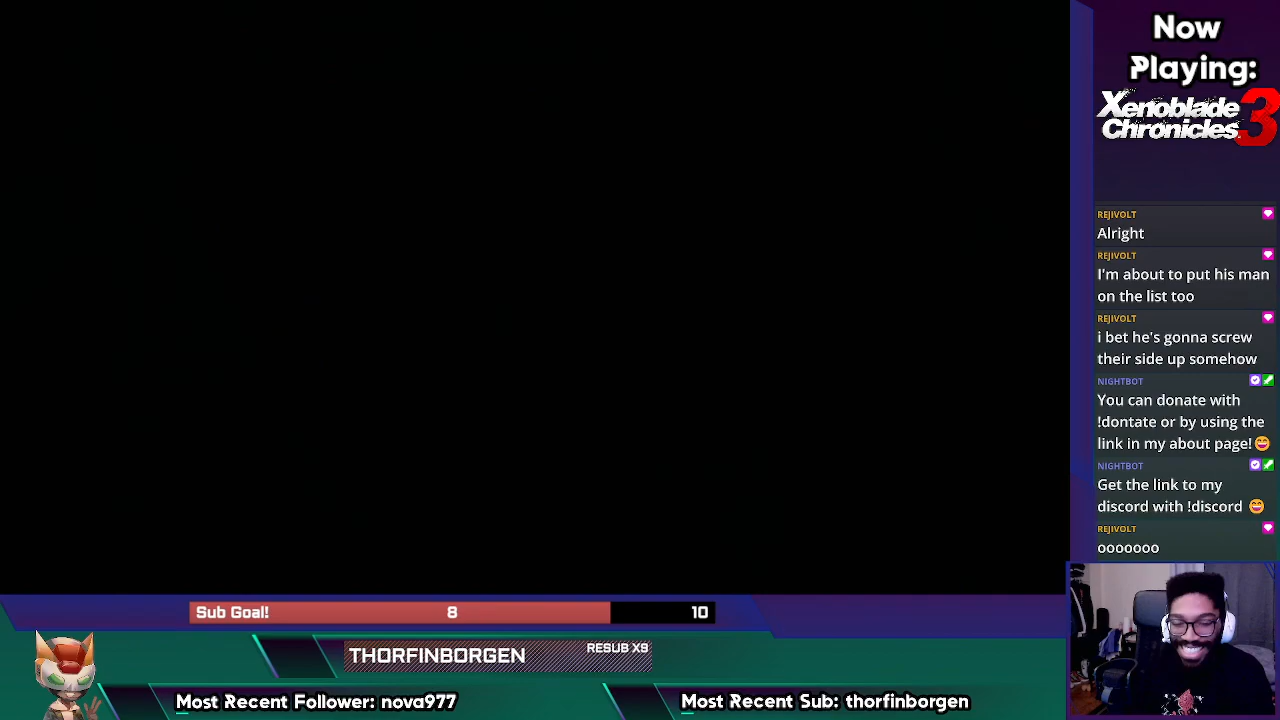 Now
Playing:
Xenoblade
Chronicles 3
REJIVOLT
Alright
REJIVOLT
I'm about to put his man
on the list too
REJIVOLT
i bet he's gonna screw
their side up somehow
NIGHTBOT
You can donate with
!dontate or by using the
link in my about page! 😄
NIGHTBOT
Get the link to my
discord with !discord 😄
REJIVOLT
ooooooo
Sub Goal! 8 10
THORFINBORGEN RESUB X9
Most Recent Follower: nova977
Most Recent Sub: thorfinborgen